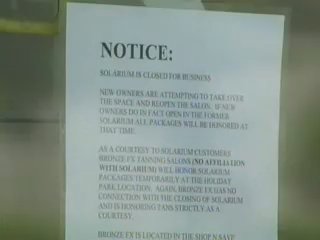 NOTICE:
SOLARIUM IS CLOSED FOR BUSINESS
NEW OWNERS ARE ATTEMPTING TO TAKE OVER
THE SPACE AND REOPEN THE SALON. IF NEW
OWNERS DO IN FACT OPEN IN THE FORMER
SOLARIUM ALL PACKAGES WILL BE HONORED AT
THAT TIME.
AS A COURTESY TO SOLARIUM CUSTOMERS
BRONZE FX TANNING SALONS (NO AFFILIATION
WITH SOLARIUM) WILL HONOR SOLARIUM
PACKAGES TEMPORARILY AT THE HOLIDAY
PARK LOCATION. AGAIN, BRONZE FX HAS NO
CONNECTION WITH THE CLOSING OF SOLARIUM
AND IS HONORING TANS STRICTLY AS A
COURTESY.
BRONZE FX IS LOCATED IN THE SHOP N SAVE